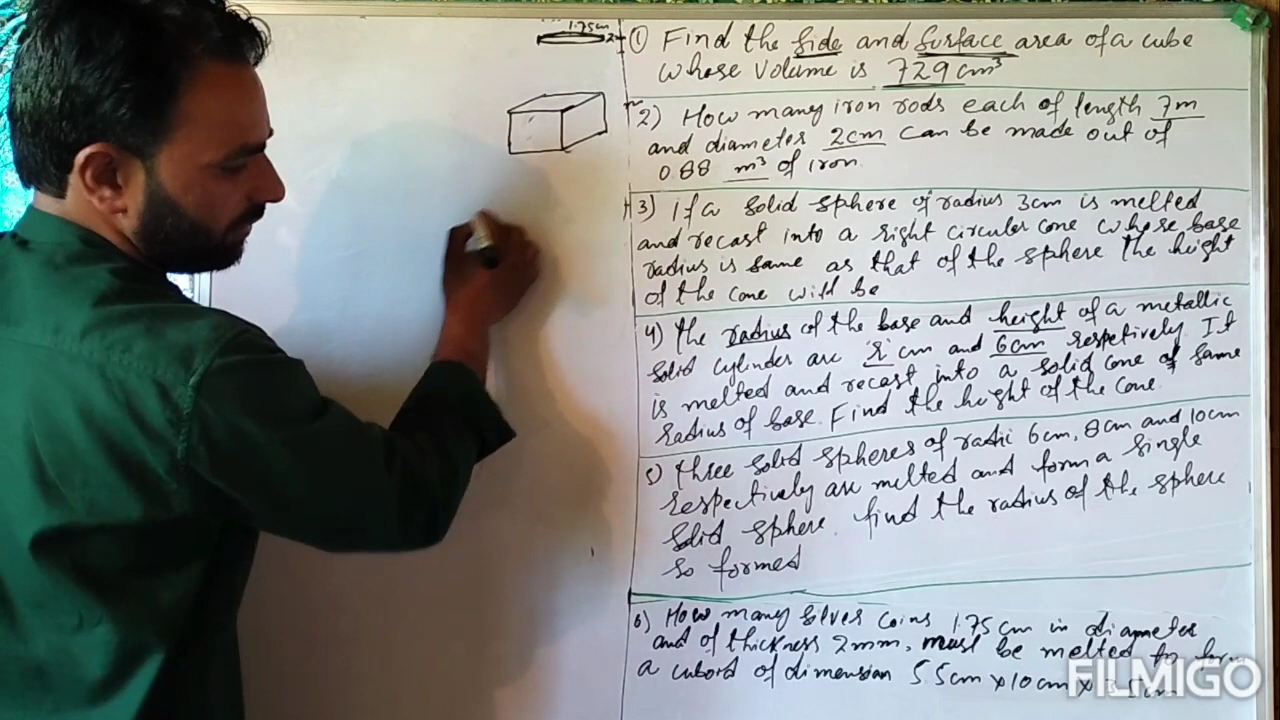 1.75cm
① Find the side and surface area of a cube
whose volume is 729 cm³
2) How many iron rods each of length 7m
and diameter 2cm can be made out of
0.88 m³ of iron
3) If a solid sphere of radius 3cm is melted
and recast into a right circular cone whose base
radius is same as that of the sphere the height
of the cone will be
4) the radius of the base and height of a metallic
solid cylinder are r cm and 6cm respetively It
is melted and recast into a solid cone of same
radius of base. Find the height of the cone.
5) three solid spheres of radii 6cm, 8cm and 10cm
respectively are melted and form a single
solid sphere. find the radius of the sphere
so formed
6) How many silver coins 1.75 cm in diameter
and of thickness 2mm, must be melted to form
a cuboid of dimension 5.5cm × 10cm × 3.5cm
FILMIGO